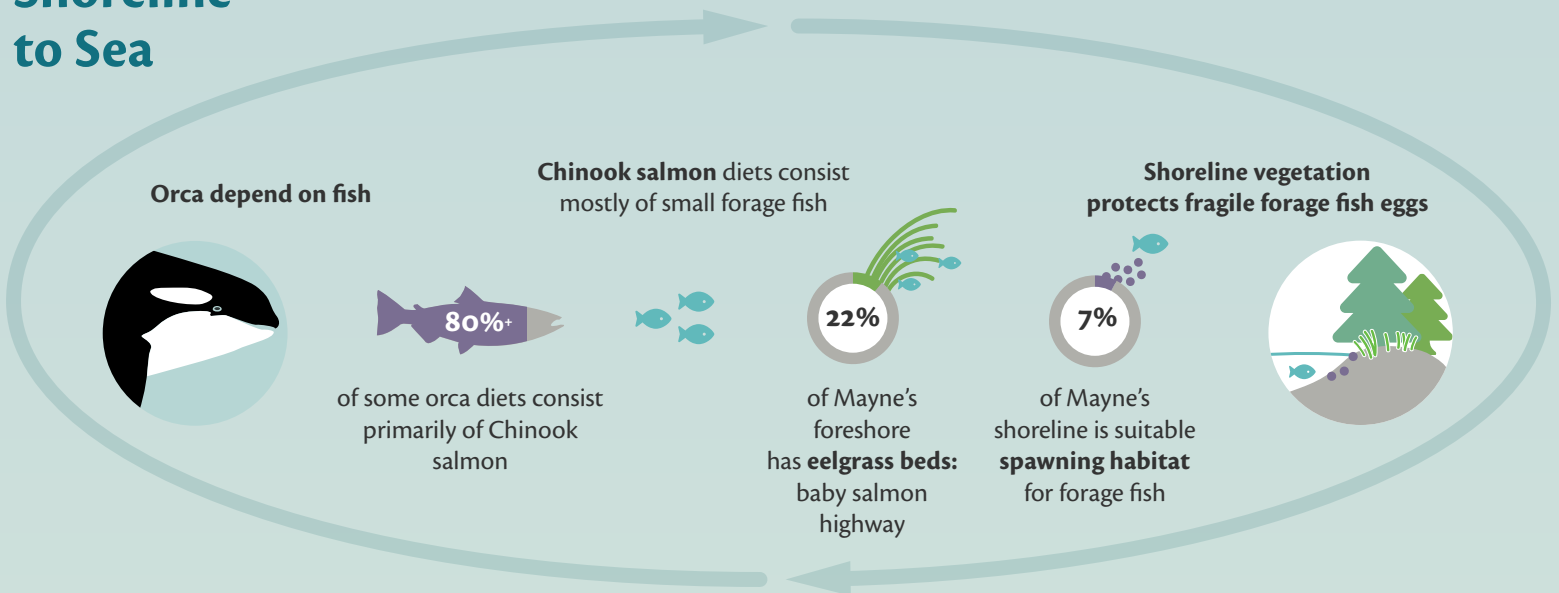 Shoreline
to Sea
Orca depend on fish
80%+
of some orca diets consist
primarily of Chinook
salmon
Chinook salmon diets consist
mostly of small forage fish
22%
of Mayne's
foreshore
has eelgrass beds:
baby salmon
highway
7%
of Mayne's
shoreline is suitable
spawning habitat
for forage fish
Shoreline vegetation
protects fragile forage fish eggs